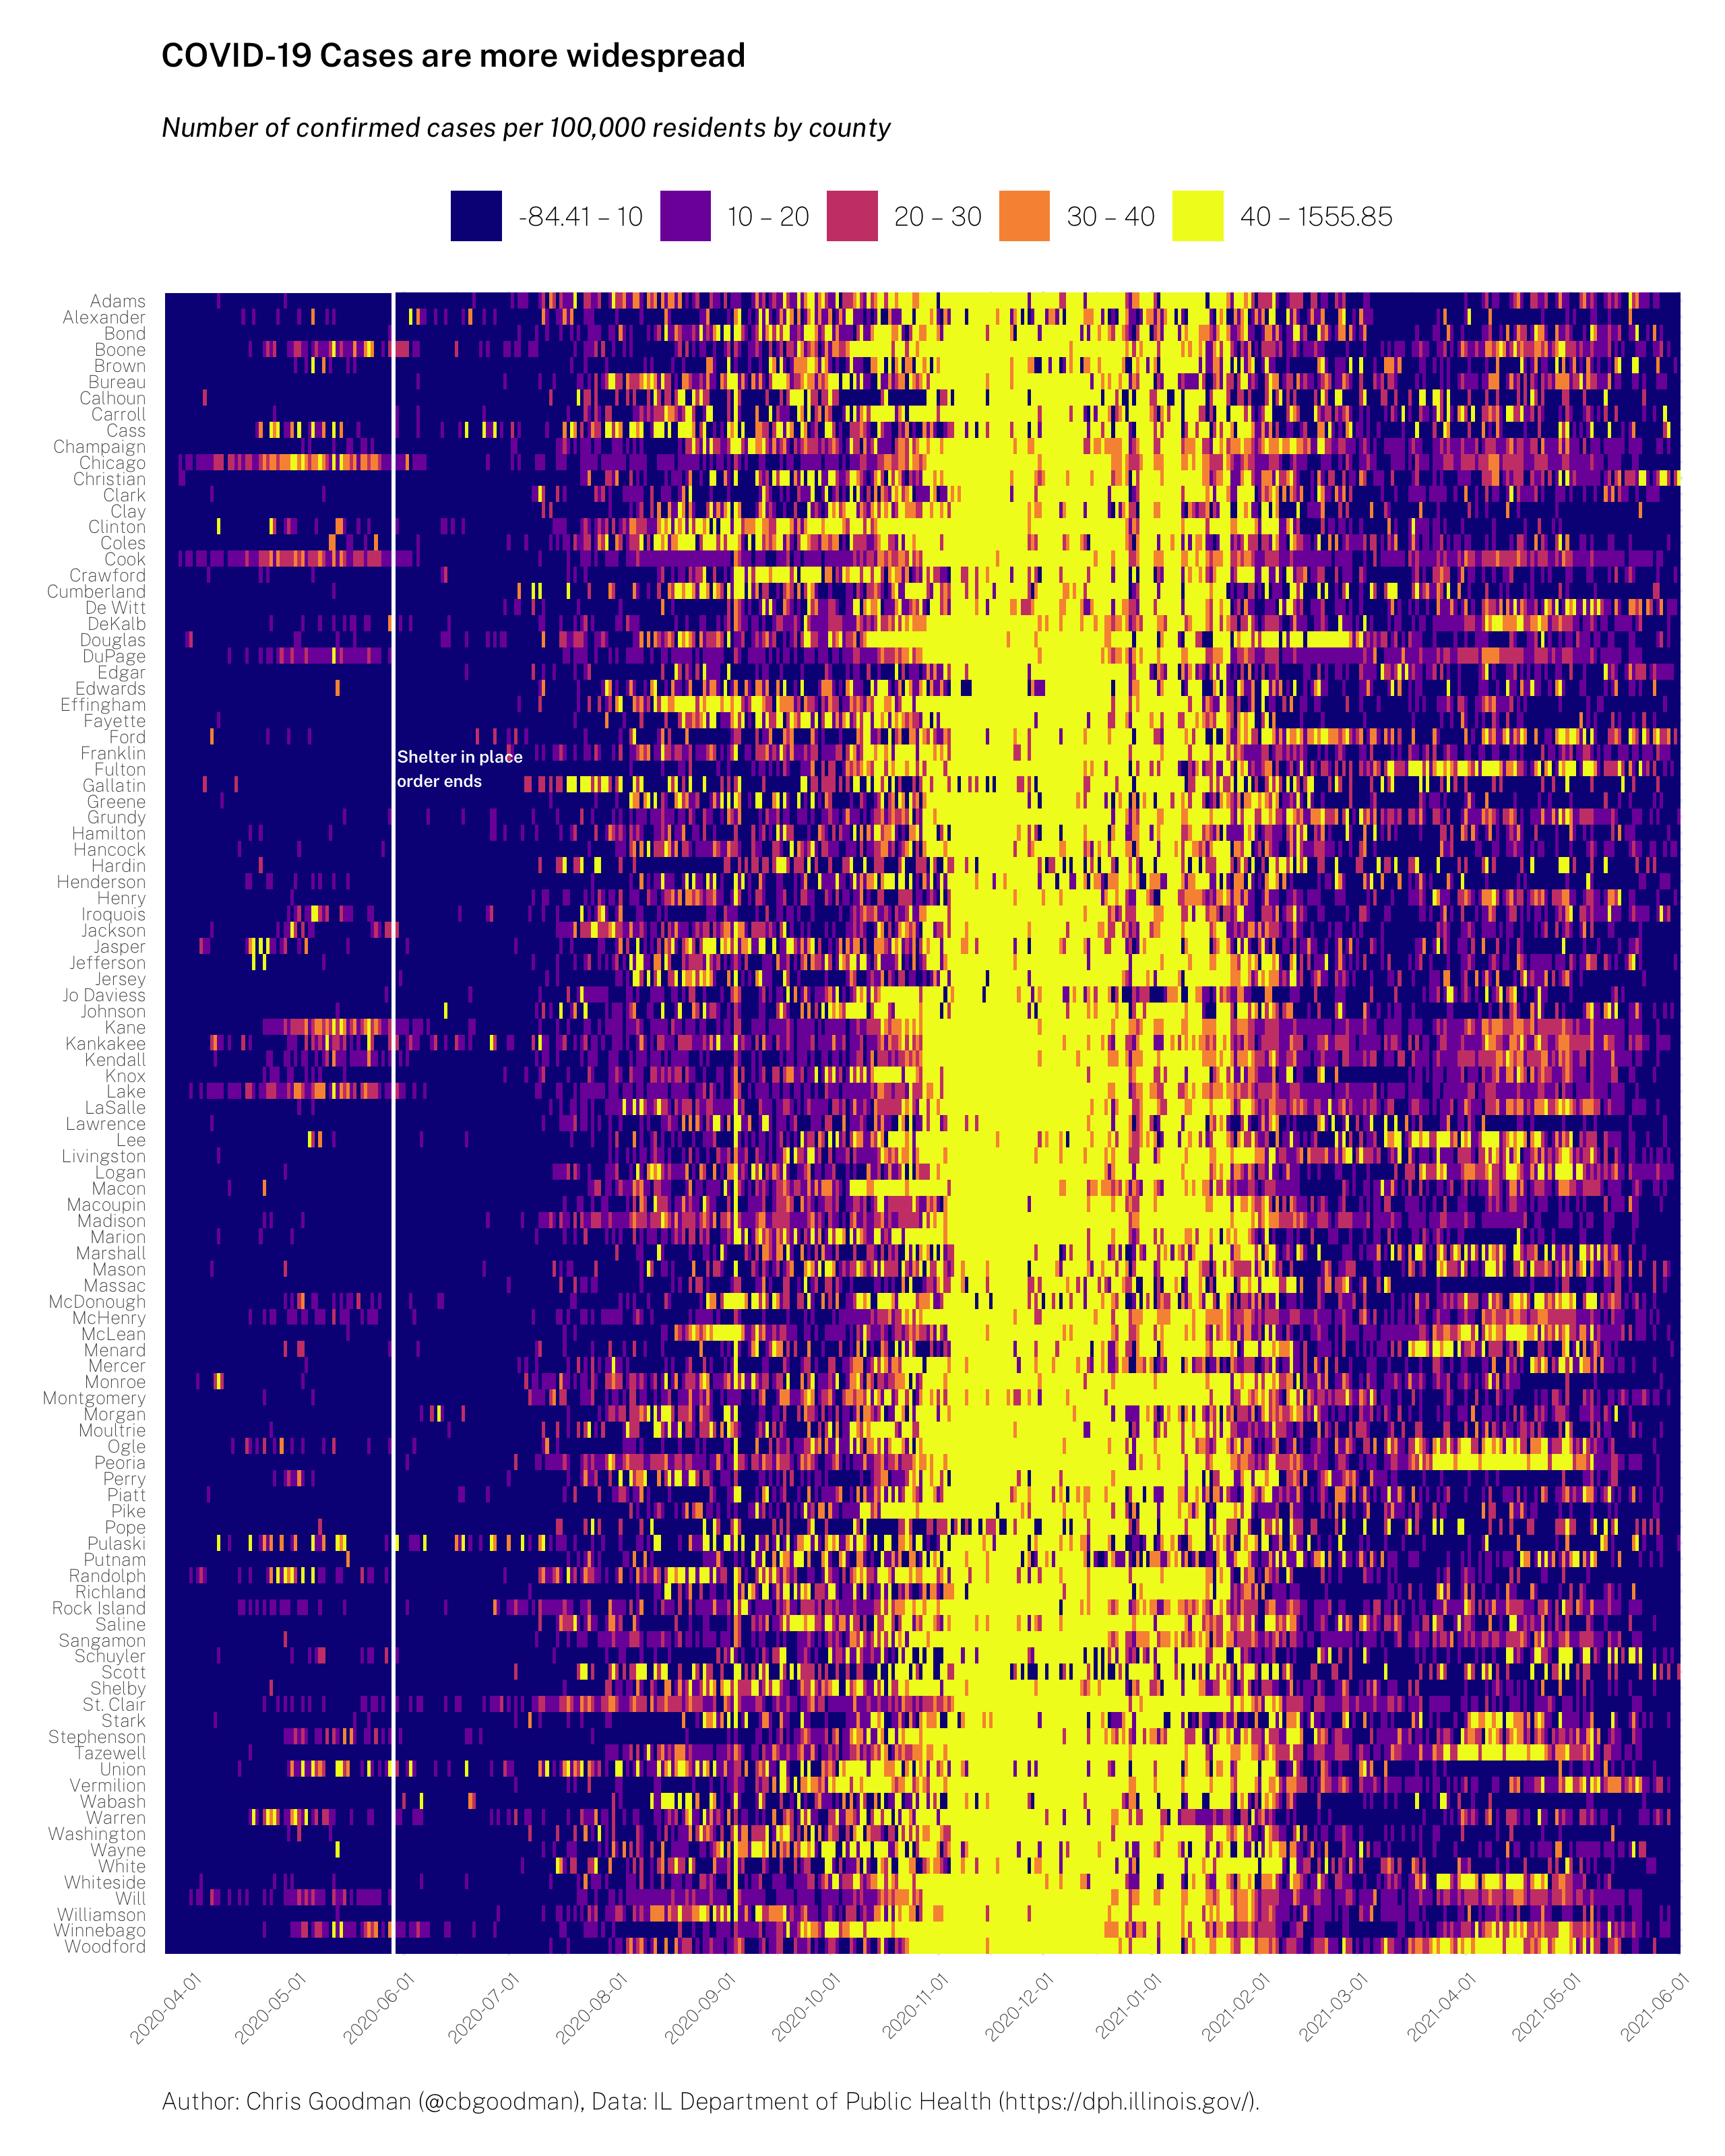 COVID-19 Cases are more widespread
Number of confirmed cases per 100,000 residents by county
-84.41 – 10
10 – 20
20 – 30
30 – 40
40 – 1555.85
Adams
Alexander
Bond
Boone
Brown
Bureau
Calhoun
Carroll
Cass
Champaign
Chicago
Christian
Clark
Clay
Clinton
Coles
Cook
Crawford
Cumberland
De Witt
DeKalb
Douglas
DuPage
Edgar
Edwards
Effingham
Fayette
Ford
Franklin
Fulton
Gallatin
Greene
Grundy
Hamilton
Hancock
Hardin
Henderson
Henry
Iroquois
Jackson
Jasper
Jefferson
Jersey
Jo Daviess
Johnson
Kane
Kankakee
Kendall
Knox
Lake
LaSalle
Lawrence
Lee
Livingston
Logan
Macon
Macoupin
Madison
Marion
Marshall
Mason
Massac
McDonough
McHenry
McLean
Menard
Mercer
Monroe
Montgomery
Morgan
Moultrie
Ogle
Peoria
Perry
Piatt
Pike
Pope
Pulaski
Putnam
Randolph
Richland
Rock Island
Saline
Sangamon
Schuyler
Scott
Shelby
St. Clair
Stark
Stephenson
Tazewell
Union
Vermilion
Wabash
Warren
Washington
Wayne
White
Whiteside
Will
Williamson
Winnebago
Woodford
Shelter in place
order ends
2020-04-01
2020-05-01
2020-06-01
2020-07-01
2020-08-01
2020-09-01
2020-10-01
2020-11-01
2020-12-01
2021-01-01
2021-02-01
2021-03-01
2021-04-01
2021-05-01
2021-06-01
Author: Chris Goodman (@cbgoodman), Data: IL Department of Public Health (https://dph.illinois.gov/).